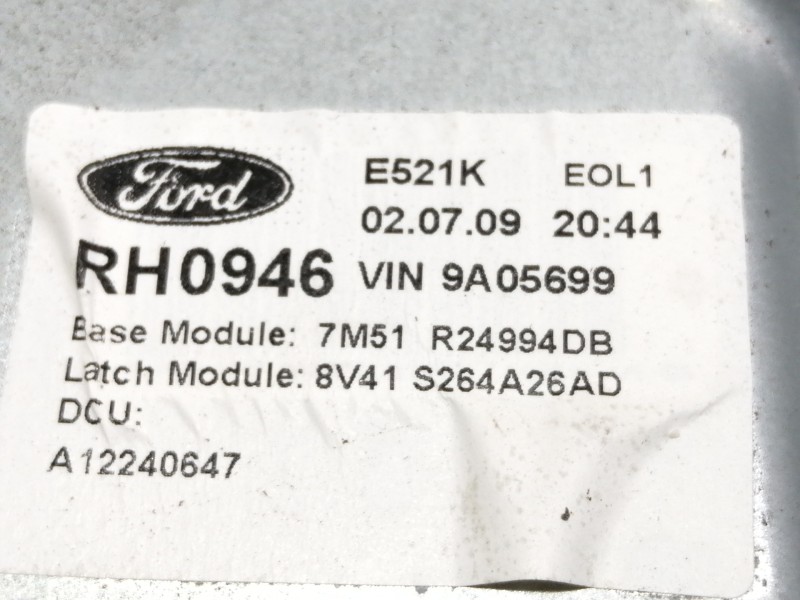 Ford
E521K EOL1
02.07.09 20:44
RH0946 VIN 9A05699
Base Module: 7M51 R24994DB
Latch Module: 8V41 S264A26AD
DCU:
A12240647